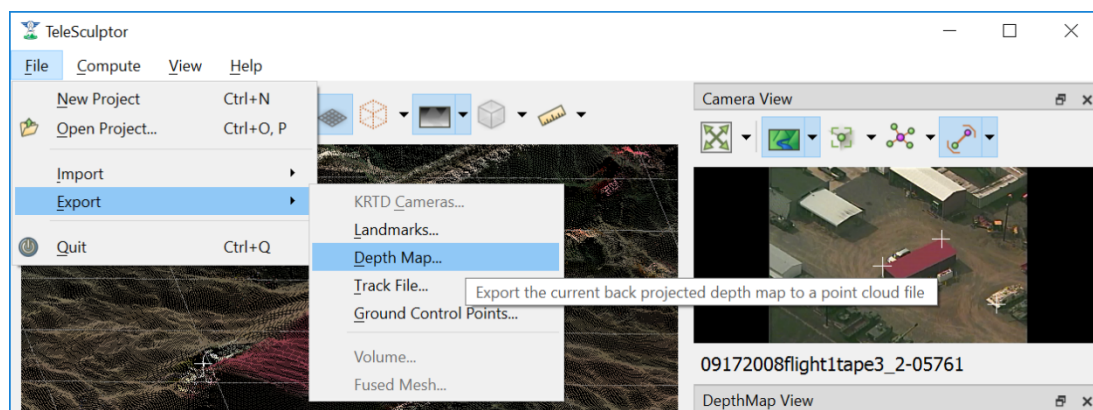 TeleSculptor
File Compute View Help
New Project Ctrl+N
Open Project... Ctrl+O, P
Import
Export
Quit Ctrl+Q
KRTD Cameras...
Landmarks...
Depth Map...
Track File...
Export the current back projected depth map to a point cloud file
Ground Control Points...
Volume...
Fused Mesh...
Camera View
09172008flight1tape3_2-05761
DepthMap View